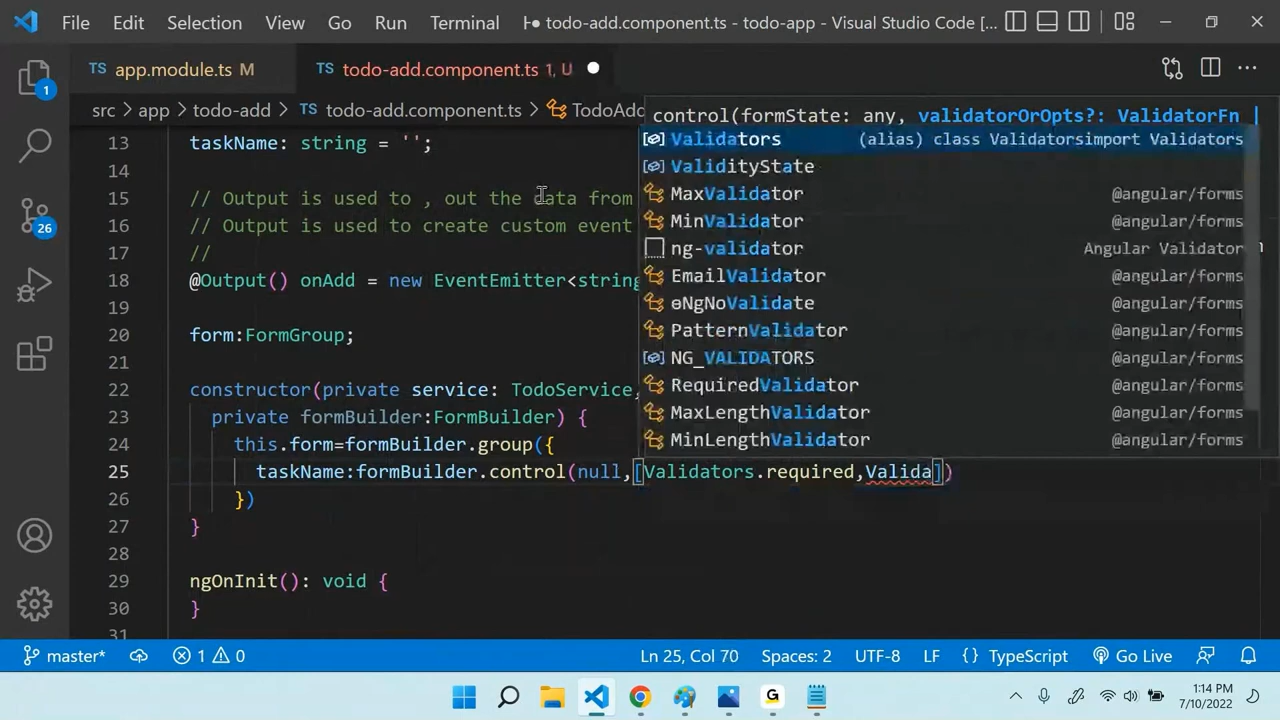 File Edit Selection View Go Run Terminal H● todo-add.component.ts - todo-app - Visual Studio Code [...
TS app.module.ts M TS todo-add.component.ts 1, U ●
src > app > todo-add > TS todo-add.component.ts > TodoAdd
control(formState: any, validatorOrOpts?: ValidatorFn |
Validators (alias) class Validatorsimport Validators
ValidityState
MaxValidator @angular/forms
MinValidator @angular/forms
ng-validator Angular Validator
EmailValidator @angular/forms
ɵNgNoValidate @angular/forms
PatternValidator @angular/forms
NG_VALIDATORS @angular/forms
RequiredValidator @angular/forms
MaxLengthValidator @angular/forms
MinLengthValidator @angular/forms
13 taskName: string = '';
14
15 // Output is used to , out the data from
16 // Output is used to create custom event
17 //
18 @Output() onAdd = new EventEmitter<string
19
20 form:FormGroup;
21
22 constructor(private service: TodoService,
23 private formBuilder:FormBuilder) {
24 this.form=formBuilder.group({
25 taskName:formBuilder.control(null,[Validators.required,Valida])
26 })
27 }
28
29 ngOnInit(): void {
30 }
31
1
26
master* 1 0 Ln 25, Col 70 Spaces: 2 UTF-8 LF {} TypeScript Go Live
1:14 PM
7/10/2022